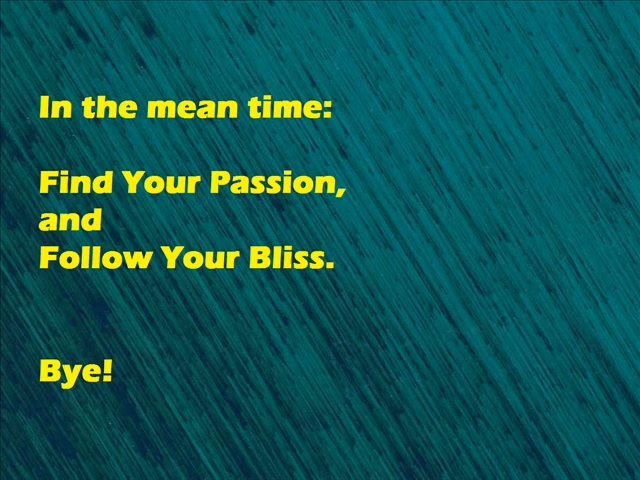 In the mean time:
Find Your Passion,
and
Follow Your Bliss.
Bye!